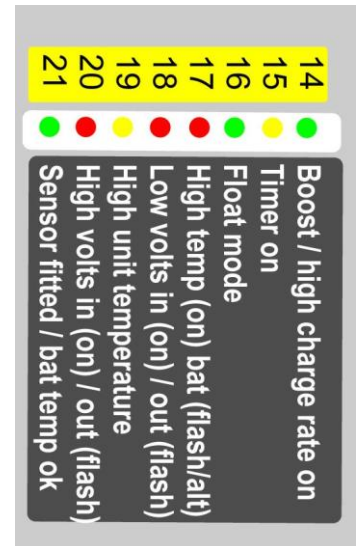 14 Boost / high charge rate on
15 Timer on
16 Float mode
17 High temp (on) bat (flash/alt)
18 Low volts in (on) / out (flash)
19 High unit temperature
20 High volts in (on) / out (flash)
21 Sensor fitted / bat temp ok